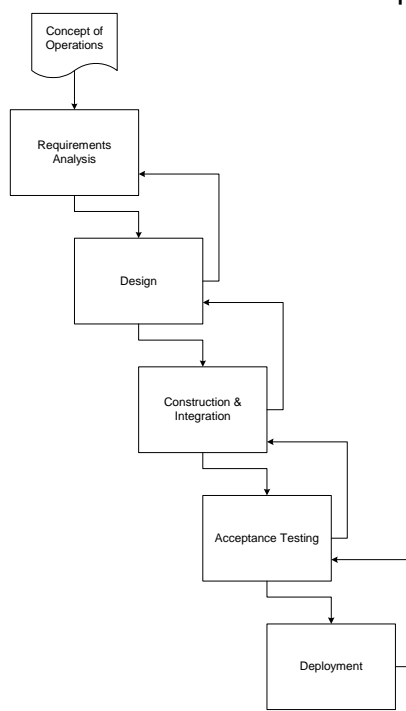 Concept of
Operations
Requirements
Analysis
Design
Construction &
Integration
Acceptance Testing
Deployment